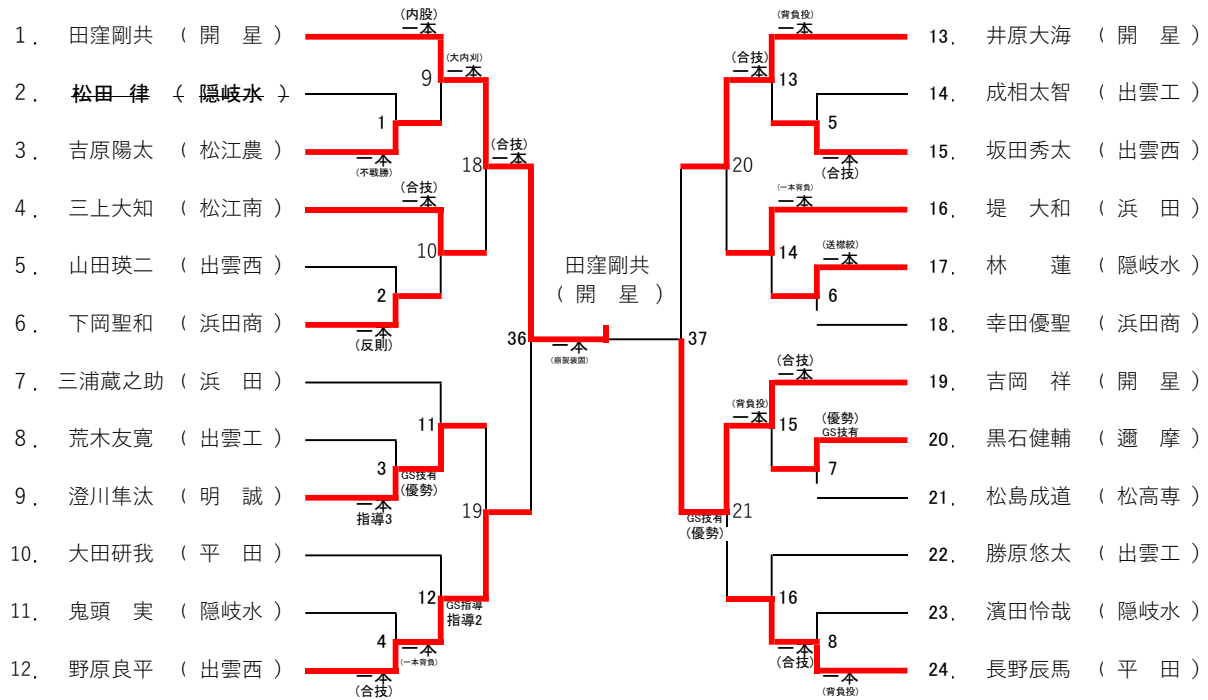 1． 田窪剛共 （ 開　星 ）
2． 松田 律 （ 隠岐水 ）
3． 吉原陽太 （ 松江農 ）
4． 三上大知 （ 松江南 ）
5． 山田瑛二 （ 出雲西 ）
6． 下岡聖和 （ 浜田商 ）
7． 三浦蔵之助 （ 浜　田 ）
8． 荒木友寛 （ 出雲工 ）
9． 澄川隼汰 （ 明　誠 ）
10． 大田研我 （ 平　田 ）
11． 鬼頭　実 （ 隠岐水 ）
12． 野原良平 （ 出雲西 ）
(内股)
一本
9
(大内刈)
一本
1
一本
(不戦勝)
18
(合技)
一本
(合技)
一本
10
2
一本
(反則)
36
11
3
GS技有
(優勢)
一本
指導3
19
12
GS指導
指導2
4
一本
(一本背負)
一本
(合技)
田窪剛共
（ 開　星 ）
一本
(崩袈裟固)
(背負投)
一本
(合技)
一本
13
5
一本
(合技)
20
(一本背負)
一本
14
(送襟絞)
一本
6
37
(合技)
一本
(背負投)
一本
15
(優勢)
GS技有
7
21
GS技有
(優勢)
16
8
一本
(合技)
一本
(背負投)
13． 井原大海 （ 開　星 ）
14． 成相太智 （ 出雲工 ）
15． 坂田秀太 （ 出雲西 ）
16． 堤　大和 （ 浜　田 ）
17． 林　　蓮 （ 隠岐水 ）
18． 幸田優聖 （ 浜田商 ）
19． 吉岡　祥 （ 開　星 ）
20． 黒石健輔 （ 邇　摩 ）
21． 松島成道 （ 松高専 ）
22． 勝原悠太 （ 出雲工 ）
23． 濱田怜哉 （ 隠岐水 ）
24． 長野辰馬 （ 平　田 ）